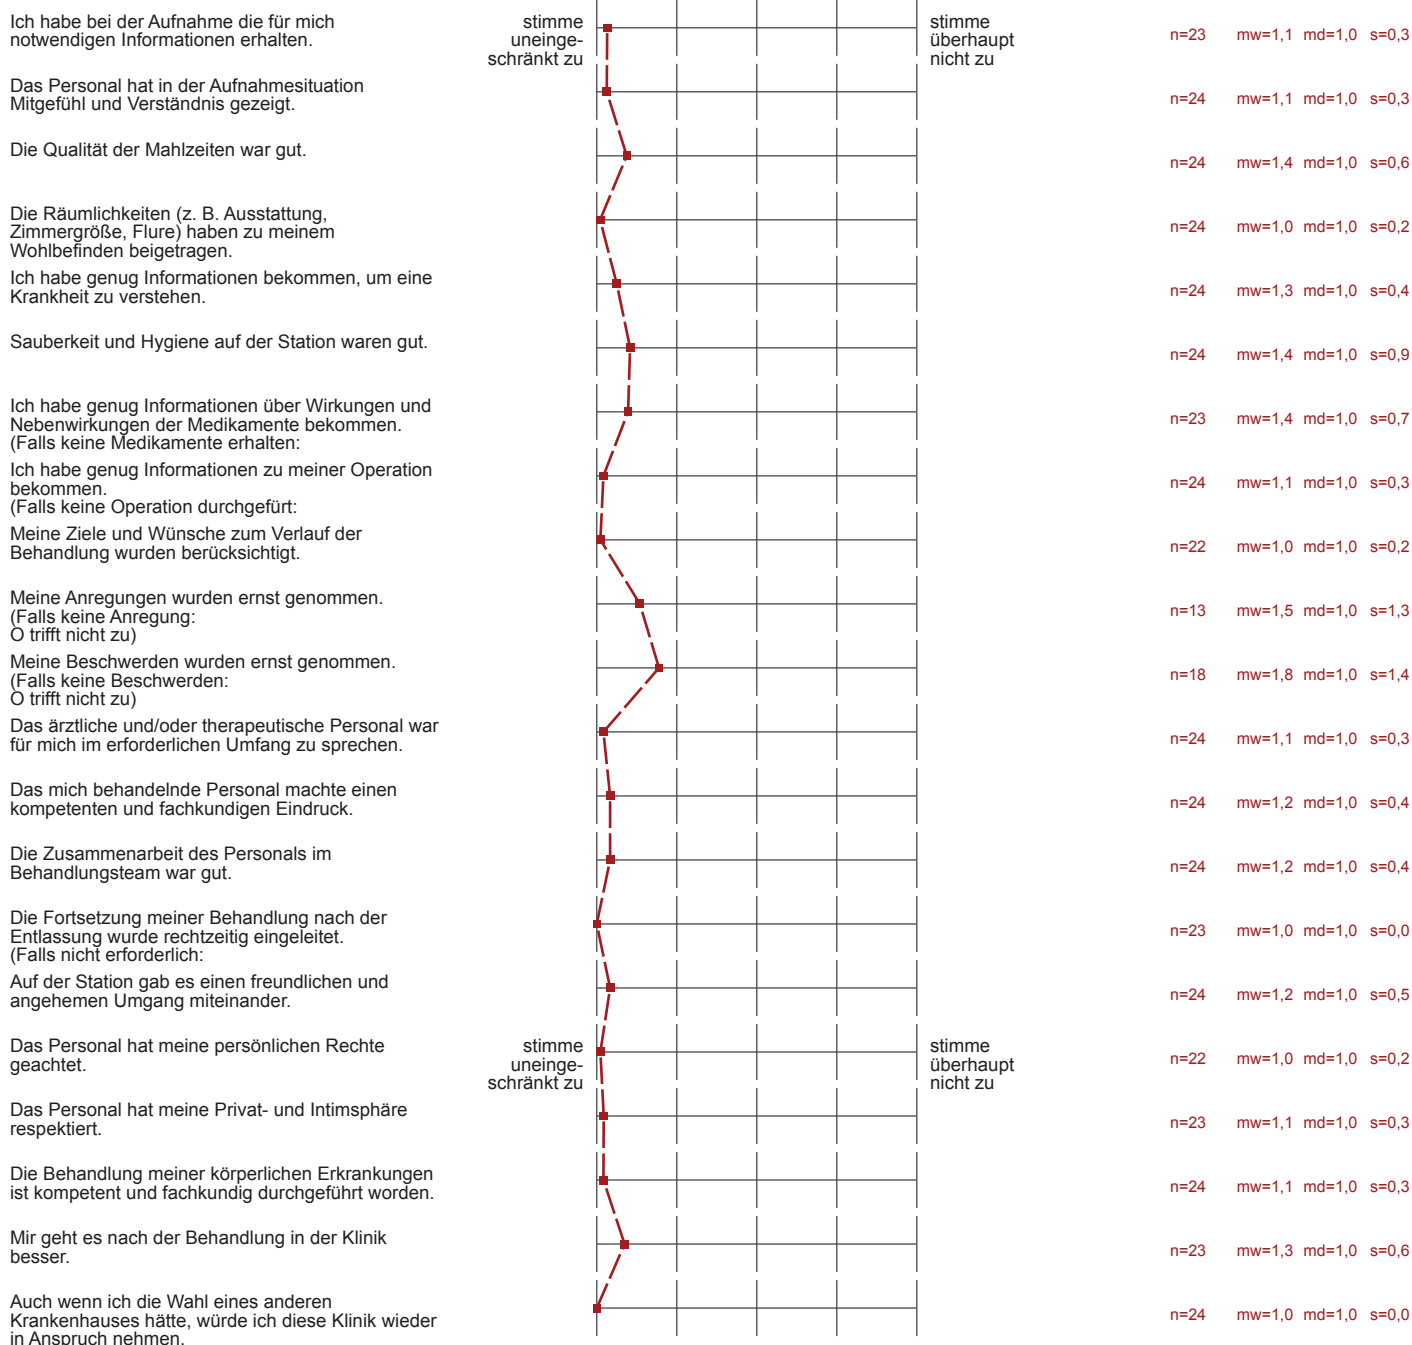 Ich habe bei der Aufnahme die für mich
notwendigen Informationen erhalten.
stimme
uneinge-
schränkt zu
stimme
überhaupt
nicht zu
n=23 mw=1,1 md=1,0 s=0,3
Das Personal hat in der Aufnahmesituation
Mitgefühl und Verständnis gezeigt.
n=24 mw=1,1 md=1,0 s=0,3
Die Qualität der Mahlzeiten war gut.
n=24 mw=1,4 md=1,0 s=0,6
Die Räumlichkeiten (z. B. Ausstattung,
Zimmergröße, Flure) haben zu meinem
Wohlbefinden beigetragen.
n=24 mw=1,0 md=1,0 s=0,2
Ich habe genug Informationen bekommen, um eine
Krankheit zu verstehen.
n=24 mw=1,3 md=1,0 s=0,4
Sauberkeit und Hygiene auf der Station waren gut.
n=24 mw=1,4 md=1,0 s=0,9
Ich habe genug Informationen über Wirkungen und
Nebenwirkungen der Medikamente bekommen.
(Falls keine Medikamente erhalten:
n=23 mw=1,4 md=1,0 s=0,7
Ich habe genug Informationen zu meiner Operation
bekommen.
(Falls keine Operation durchgefürt:
n=24 mw=1,1 md=1,0 s=0,3
Meine Ziele und Wünsche zum Verlauf der
Behandlung wurden berücksichtigt.
n=22 mw=1,0 md=1,0 s=0,2
Meine Anregungen wurden ernst genommen.
(Falls keine Anregung:
O trifft nicht zu)
n=13 mw=1,5 md=1,0 s=1,3
Meine Beschwerden wurden ernst genommen.
(Falls keine Beschwerden:
O trifft nicht zu)
n=18 mw=1,8 md=1,0 s=1,4
Das ärztliche und/oder therapeutische Personal war
für mich im erforderlichen Umfang zu sprechen.
n=24 mw=1,1 md=1,0 s=0,3
Das mich behandelnde Personal machte einen
kompetenten und fachkundigen Eindruck.
n=24 mw=1,2 md=1,0 s=0,4
Die Zusammenarbeit des Personals im
Behandlungsteam war gut.
n=24 mw=1,2 md=1,0 s=0,4
Die Fortsetzung meiner Behandlung nach der
Entlassung wurde rechtzeitig eingeleitet.
(Falls nicht erforderlich:
n=23 mw=1,0 md=1,0 s=0,0
Auf der Station gab es einen freundlichen und
angehemen Umgang miteinander.
n=24 mw=1,2 md=1,0 s=0,5
Das Personal hat meine persönlichen Rechte
geachtet.
stimme
uneinge-
schränkt zu
stimme
überhaupt
nicht zu
n=22 mw=1,0 md=1,0 s=0,2
Das Personal hat meine Privat- und Intimsphäre
respektiert.
n=23 mw=1,1 md=1,0 s=0,3
Die Behandlung meiner körperlichen Erkrankungen
ist kompetent und fachkundig durchgeführt worden.
n=24 mw=1,1 md=1,0 s=0,3
Mir geht es nach der Behandlung in der Klinik
besser.
n=23 mw=1,3 md=1,0 s=0,6
Auch wenn ich die Wahl eines anderen
Krankenhauses hätte, würde ich diese Klinik wieder
in Anspruch nehmen.
n=24 mw=1,0 md=1,0 s=0,0